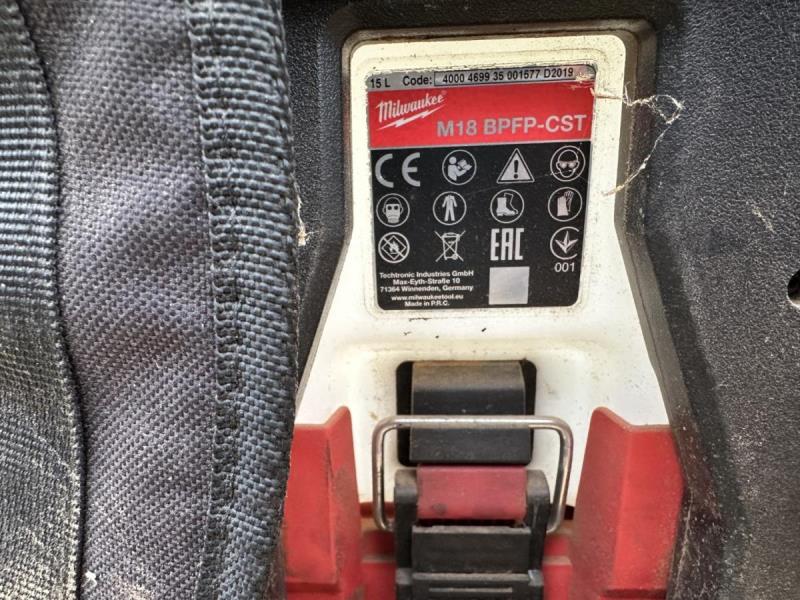 15 L Code: 4000 4699 35 001577 D2019
Milwaukee
M18 BPFP-CST
CE
EAC
001
Techtronic Industries GmbH
Max-Eyth-Straße 10
71364 Winnenden, Germany
www.milwaukeetool.eu
Made in P.R.C.